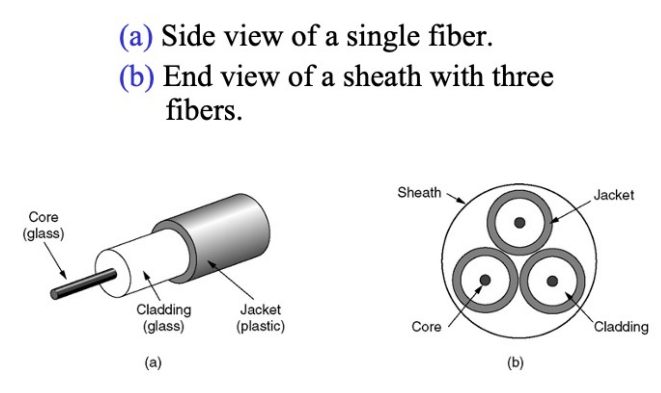 (a) Side view of a single fiber.
(b) End view of a sheath with three
fibers.
Core
(glass)
Cladding
(glass)
Jacket
(plastic)
(a)
Sheath
Jacket
Core
Cladding
(b)